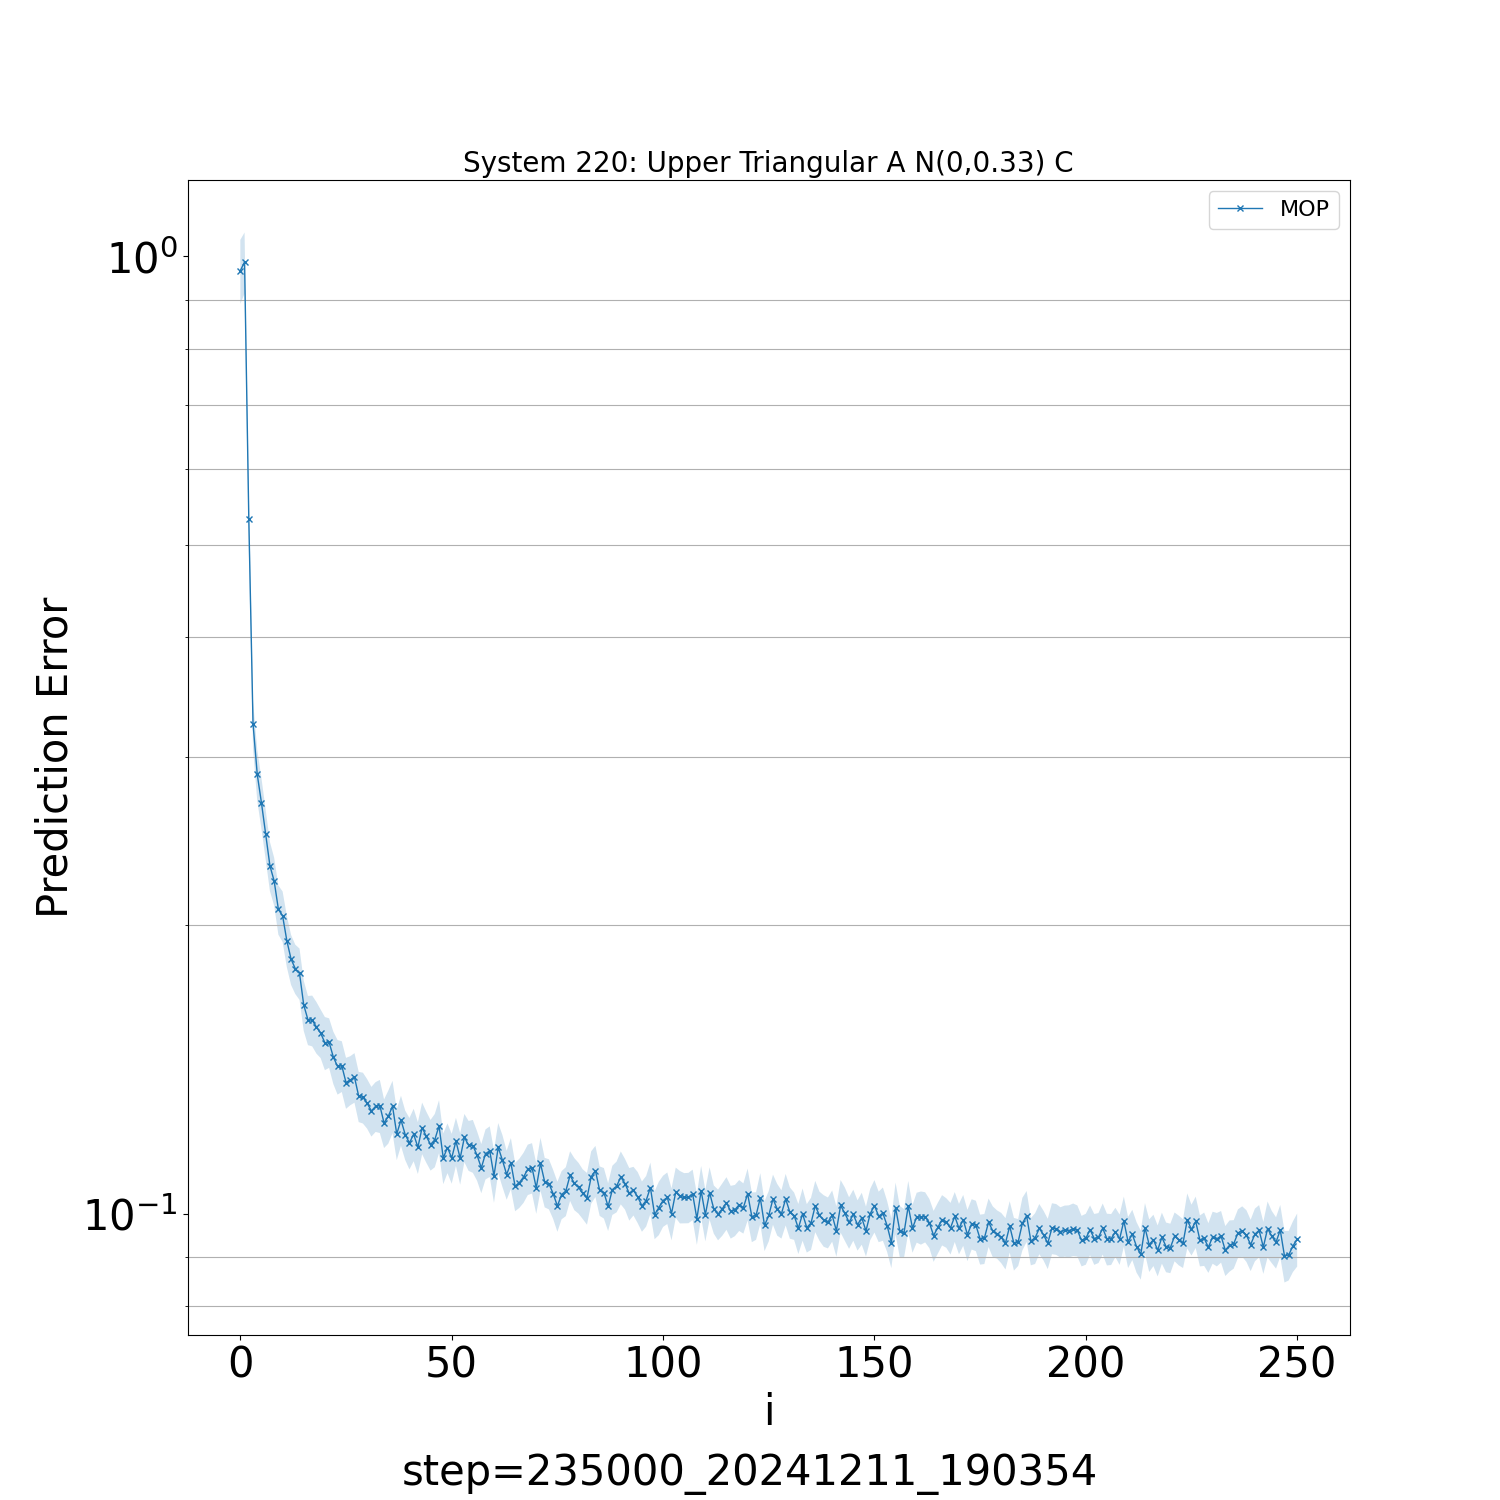 System 220: Upper Triangular A N(0,0.33) C
MOP
10⁰
10⁻¹
Prediction Error
0 50 100 150 200 250
i
step=235000_20241211_190354